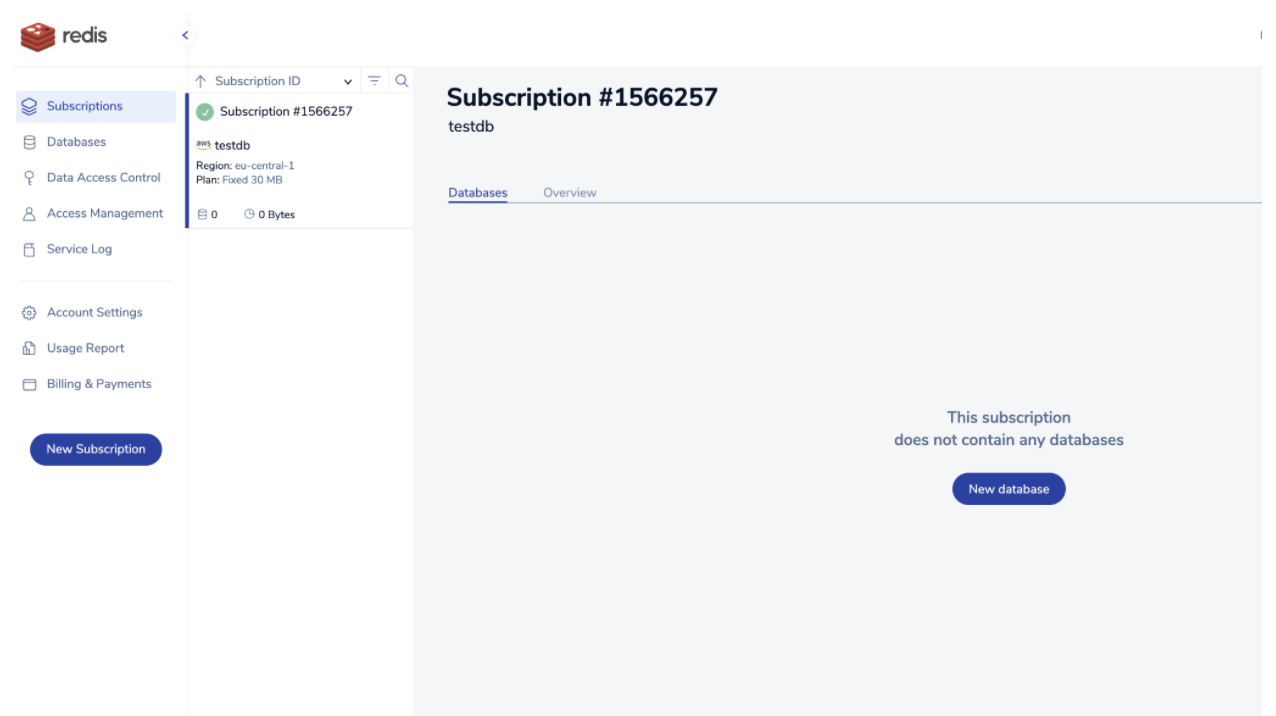 redis
Subscriptions
Databases
Data Access Control
Access Management
Service Log
Account Settings
Usage Report
Billing & Payments
New Subscription
Subscription ID
Subscription #1566257
aws testdb
Region: eu-central-1
Plan: Fixed 30 MB
0 0 Bytes
Subscription #1566257
testdb
Databases Overview
This subscription
does not contain any databases
New database